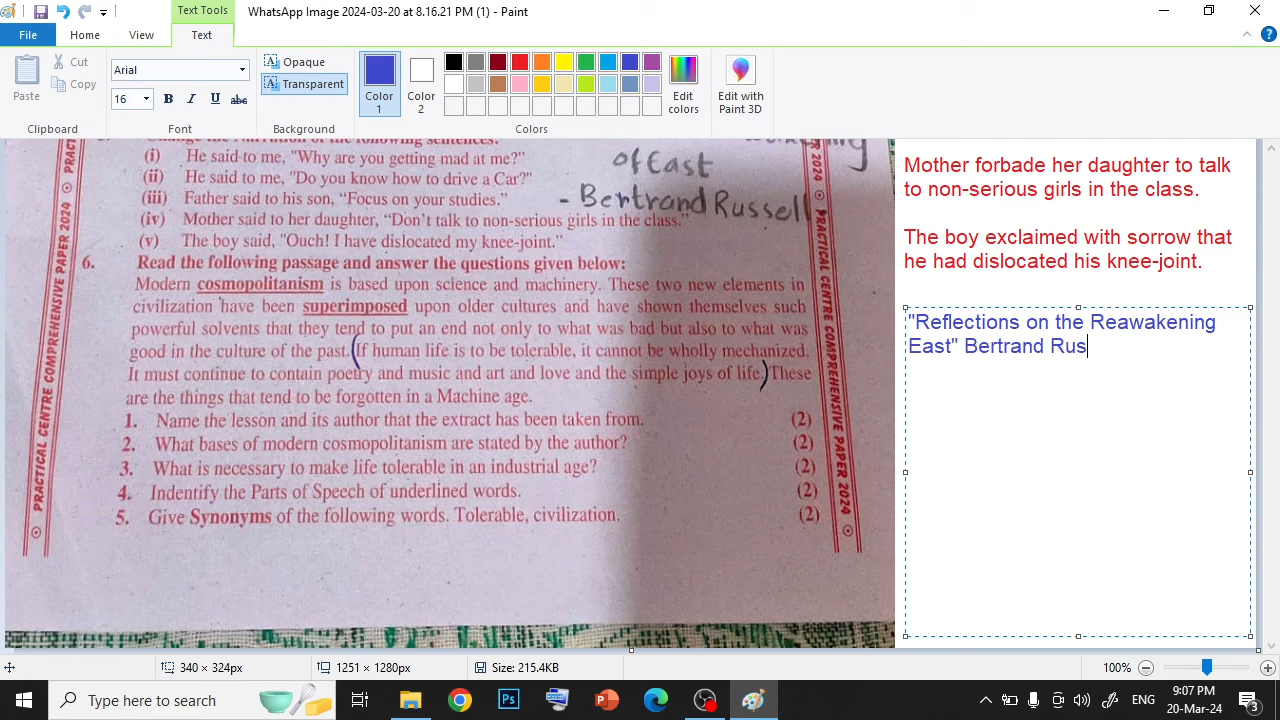 WhatsApp Image 2024-03-20 at 8.16.21 PM (1) - Paint
Text Tools
File
Home
View
Text
Paste
Cut
Copy
Clipboard
Arial
16
B I U abc
Font
Opaque
Transparent
Background
Color 1
Color 2
Edit colors
Edit with Paint 3D
Colors
Change the Narration of the following sentences.
(i) He said to me, "Why are you getting mad at me?"
(ii) He said to me, "Do you know how to drive a Car?"
(iii) Father said to his son, “Focus on your studies.”
(iv) Mother said to her daughter, “Don’t talk to non-serious girls in the class.”
(v) The boy said, "Ouch! I have dislocated my knee-joint.”
of East
- Bertrand Russell
6. Read the following passage and answer the questions given below:
Modern cosmopolitanism is based upon science and machinery. These two new elements in
civilization have been superimposed upon older cultures and have shown themselves such
powerful solvents that they tend to put an end not only to what was bad but also to what was
good in the culture of the past. (If human life is to be tolerable, it cannot be wholly mechanized.
It must continue to contain poetry and music and art and love and the simple joys of life.) These
are the things that tend to be forgotten in a Machine age.
1. Name the lesson and its author that the extract has been taken from. (2)
2. What bases of modern cosmopolitanism are stated by the author? (2)
3. What is necessary to make life tolerable in an industrial age? (2)
4. Indentify the Parts of Speech of underlined words. (2)
5. Give Synonyms of the following words. Tolerable, civilization. (2)
PRACTICAL CENTRE COMPREHENSIVE PAPER 2024
PRACTICAL CENTRE COMPREHENSIVE PAPER 2024
Mother forbade her daughter to talk
to non-serious girls in the class.
The boy exclaimed with sorrow that
he had dislocated his knee-joint.
"Reflections on the Reawakening
East" Bertrand Rus
340 × 324px
1251 × 1280px
Size: 215.4KB
100%
Type here to search
Ps
ENG
9:07 PM
20-Mar-24
3